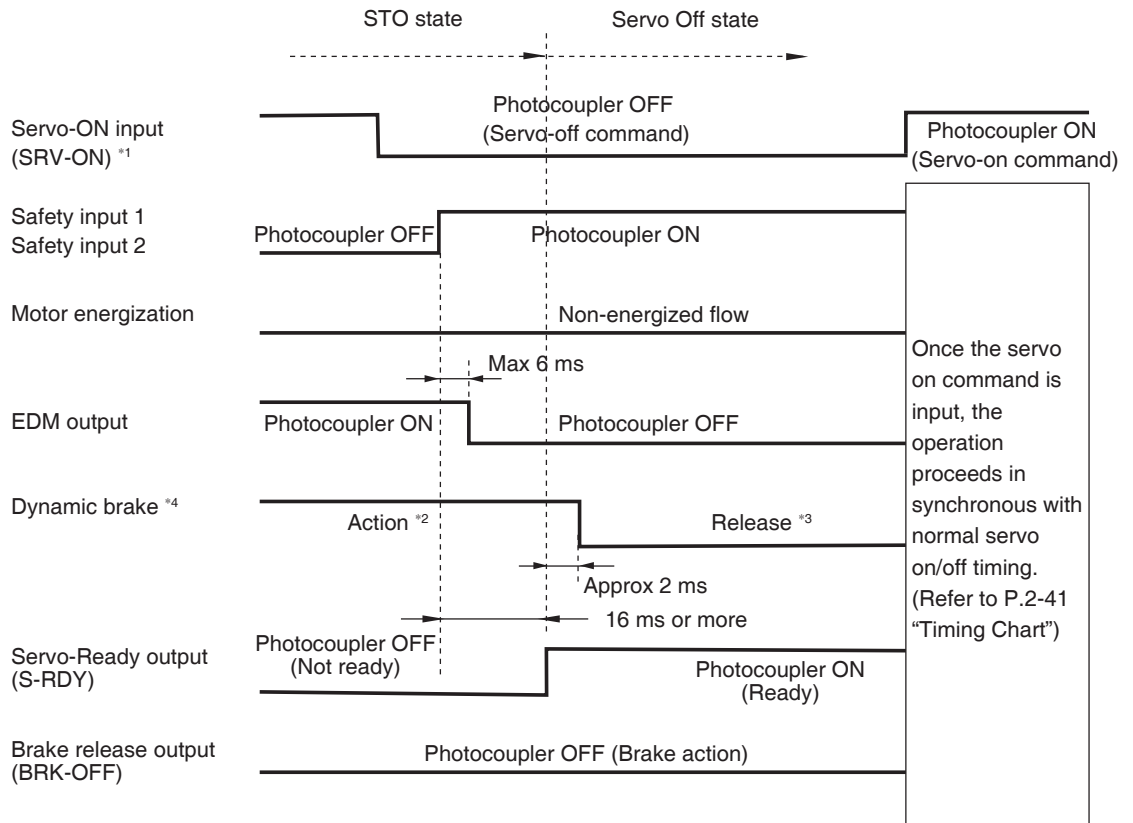 STO state
Servo Off state
Servo-ON input
(SRV-ON) *1
Photocoupler OFF
(Servo-off command)
Photocoupler ON
(Servo-on command)
Safety input 1
Safety input 2
Photocoupler OFF
Photocoupler ON
Motor energization
Non-energized flow
Max 6 ms
EDM output
Photocoupler ON
Photocoupler OFF
Dynamic brake *4
Action *2
Release *3
Approx 2 ms
16 ms or more
Servo-Ready output
(S-RDY)
Photocoupler OFF
(Not ready)
Photocoupler ON
(Ready)
Brake release output
(BRK-OFF)
Photocoupler OFF (Brake action)
Once the servo
on command is
input, the
operation
proceeds in
synchronous with
normal servo
on/off timing.
(Refer to P.2-41
“Timing Chart”)